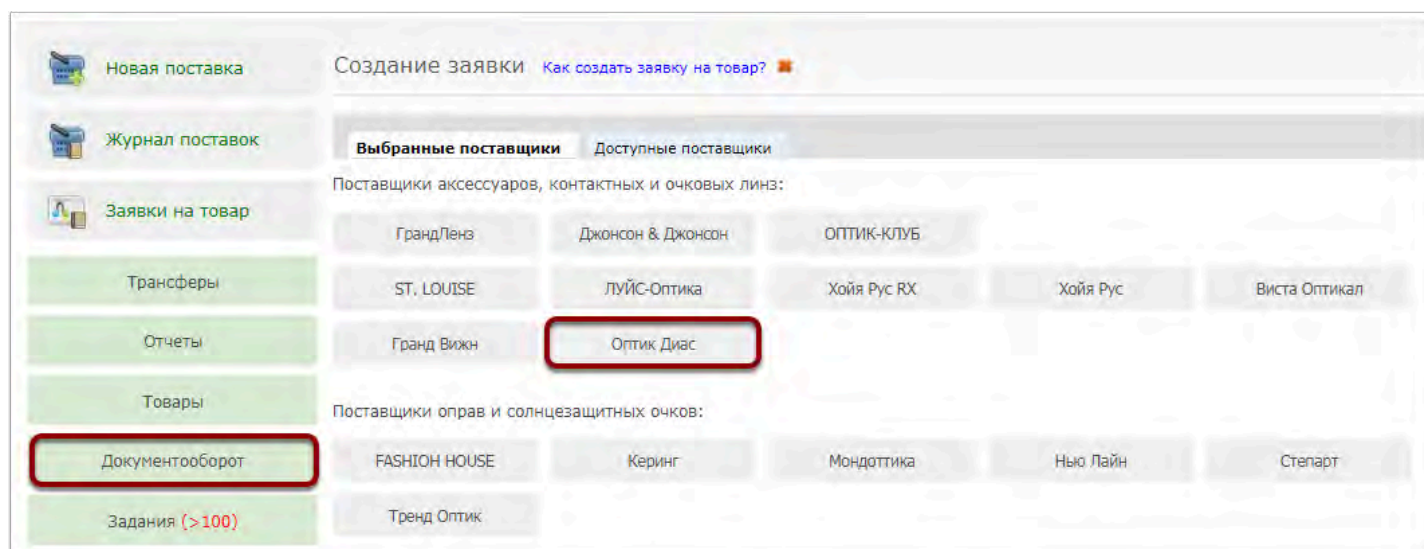 Новая поставка
Журнал поставок
Заявки на товар
Трансферы
Отчеты
Товары
Документооборот
Задания (>100)
Создание заявки Как создать заявку на товар?
Выбранные поставщики Доступные поставщики
Поставщики аксессуаров, контактных и очковых линз:
ГрандЛенз Джонсон & Джонсон ОПТИК-КЛУБ
ST. LOUISE ЛУЙС-Оптика Хойя Рус RX Хойя Рус Виста Оптикал
Гранд Вижн Оптик Диас
Поставщики оправ и солнцезащитных очков:
FASHION HOUSE Керинг Мондоттика Нью Лайн Степарт
Тренд Оптик